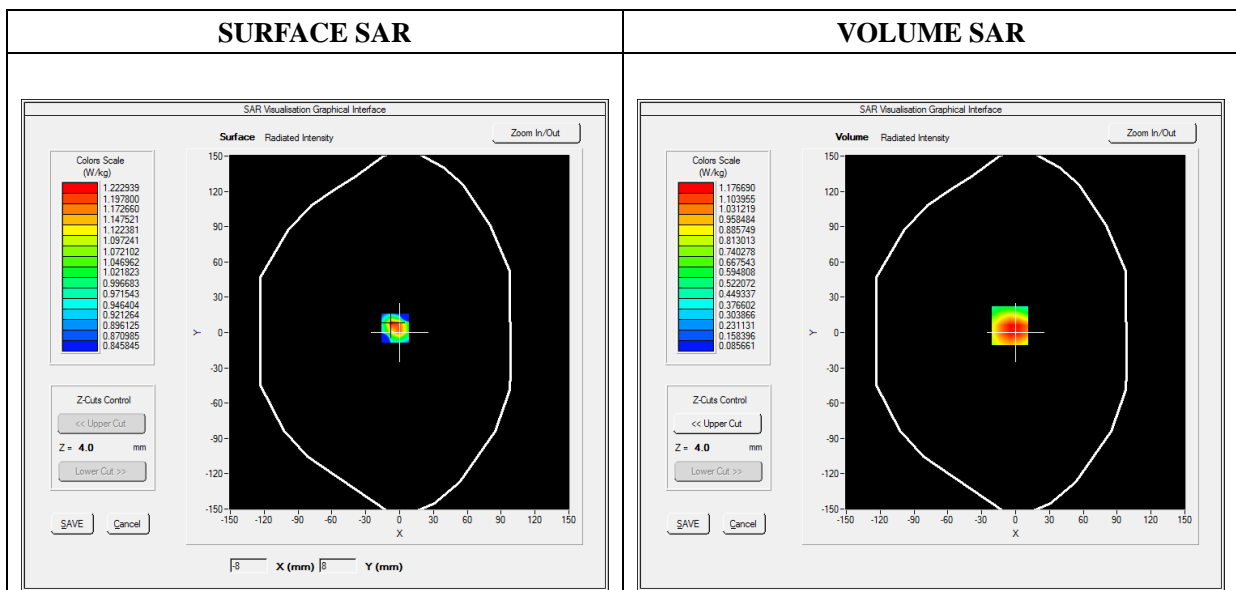 SURFACE SAR
VOLUME SAR
SAR Visualisation Graphical Interface
Surface Radiated Intensity
Zoom In/Out
Colors Scale
(W/kg)
1.222939
1.197800
1.172660
1.147521
1.122381
1.097241
1.072102
1.046962
1.021823
0.996683
0.971543
0.946404
0.921264
0.896125
0.870985
0.845845
Z-Cuts Control
<< Upper Cut
Z = 4.0 mm
Lower Cut >>
SAVE Cancel
150
120
90
60
30
0
-30
-60
-90
-120
-150
Y
-150 -120 -90 -60 -30 0 30 60 90 120 150
X
-8 X (mm) 8 Y (mm)
SAR Visualisation Graphical Interface
Volume Radiated Intensity
Zoom In/Out
Colors Scale
(W/kg)
1.176690
1.103955
1.031219
0.958484
0.885749
0.813013
0.740278
0.667543
0.594808
0.522072
0.449337
0.376602
0.303866
0.231131
0.158396
0.085661
Z-Cuts Control
<< Upper Cut
Z = 4.0 mm
Lower Cut >>
SAVE Cancel
150
120
90
60
30
0
-30
-60
-90
-120
-150
Y
-150 -120 -90 -60 -30 0 30 60 90 120 150
X